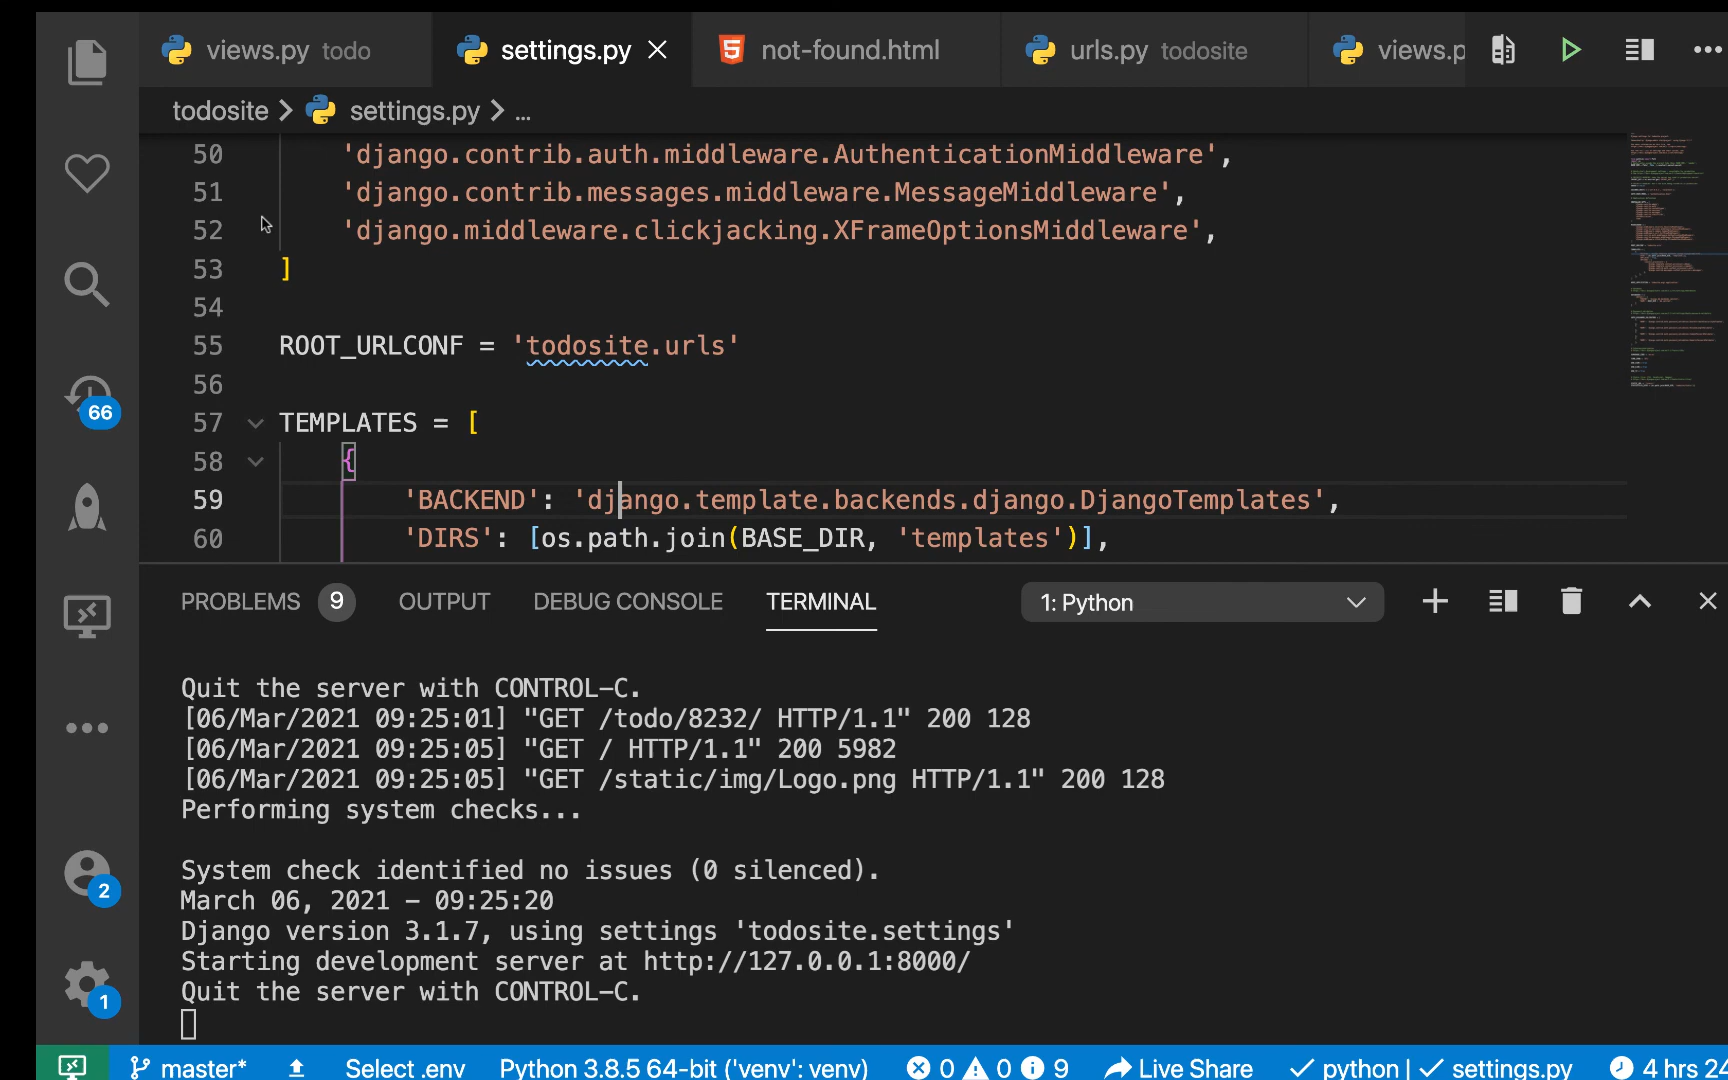 views.py todo
settings.py
not-found.html
urls.py todosite
views.p
todosite > settings.py > ...
50 'django.contrib.auth.middleware.AuthenticationMiddleware',
51 'django.contrib.messages.middleware.MessageMiddleware',
52 'django.middleware.clickjacking.XFrameOptionsMiddleware',
53 ]
54
55 ROOT_URLCONF = 'todosite.urls'
56
57 TEMPLATES = [
58 {
59 'BACKEND': 'django.template.backends.django.DjangoTemplates',
60 'DIRS': [os.path.join(BASE_DIR, 'templates')],
66
2
1
PROBLEMS 9 OUTPUT DEBUG CONSOLE TERMINAL 1: Python
Quit the server with CONTROL-C.
[06/Mar/2021 09:25:01] "GET /todo/8232/ HTTP/1.1" 200 128
[06/Mar/2021 09:25:05] "GET / HTTP/1.1" 200 5982
[06/Mar/2021 09:25:05] "GET /static/img/Logo.png HTTP/1.1" 200 128
Performing system checks...
System check identified no issues (0 silenced).
March 06, 2021 - 09:25:20
Django version 3.1.7, using settings 'todosite.settings'
Starting development server at http://127.0.0.1:8000/
Quit the server with CONTROL-C.
master* Select .env Python 3.8.5 64-bit ('venv': venv) 0 0 9 Live Share python | settings.py 4 hrs 24